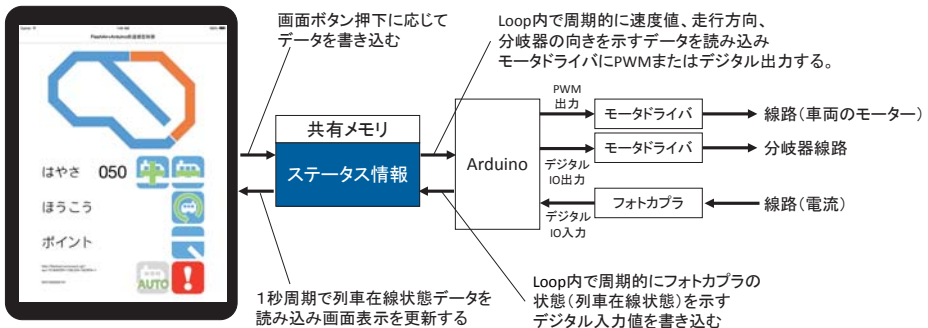 画面ボタン押下に応じて
データを書き込む
Loop内で周期的に速度値、走行方向、
分岐器の向きを示すデータを読み込み
モータドライバにPWMまたはデジタル出力する。
はやさ 050
ほうこう
ポイント
AUTO
共有メモリ
ステータス情報
Arduino
PWM
出力
モータドライバ
線路(車両のモーター)
デジタル
IO出力
モータドライバ
分岐器線路
デジタル
IO入力
フォトカプラ
線路(電流)
1秒周期で列車在線状態データを
読み込み画面表示を更新する
Loop内で周期的にフォトカプラの
状態(列車在線状態)を示す
デジタル入力値を書き込む